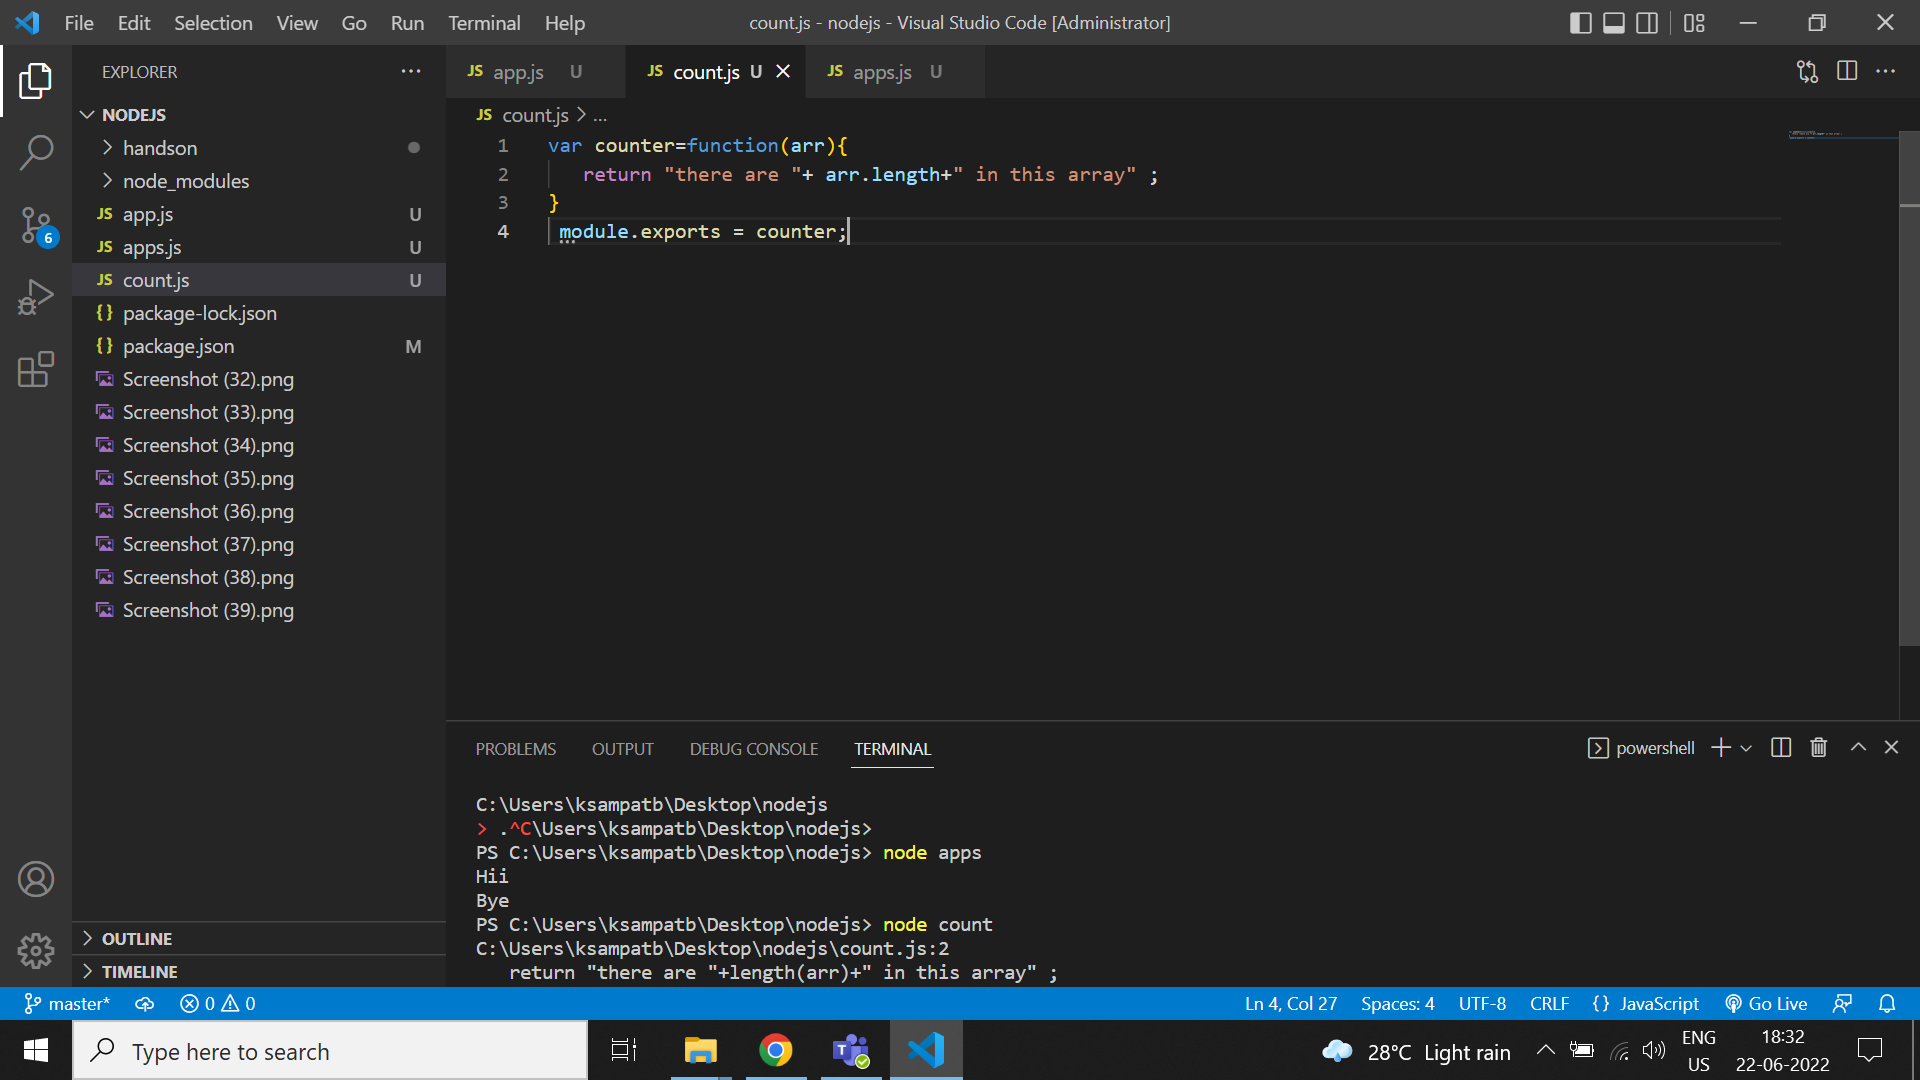 File Edit Selection View Go Run Terminal Help
count.js - nodejs - Visual Studio Code [Administrator]
EXPLORER
NODEJS
handson
node_modules
JS app.js U
JS apps.js U
JS count.js U
{} package-lock.json
{} package.json M
Screenshot (32).png
Screenshot (33).png
Screenshot (34).png
Screenshot (35).png
Screenshot (36).png
Screenshot (37).png
Screenshot (38).png
Screenshot (39).png
OUTLINE
TIMELINE
6
JS app.js U
JS count.js U
JS apps.js U
JS count.js > ...
1 var counter=function(arr){
2 return "there are "+ arr.length+" in this array" ;
3 }
4 module.exports = counter;
PROBLEMS OUTPUT DEBUG CONSOLE TERMINAL
powershell
C:\Users\ksampatb\Desktop\nodejs
> .^C\Users\ksampatb\Desktop\nodejs>
PS C:\Users\ksampatb\Desktop\nodejs> node apps
Hii
Bye
PS C:\Users\ksampatb\Desktop\nodejs> node count
C:\Users\ksampatb\Desktop\nodejs\count.js:2
return "there are "+length(arr)+" in this array" ;
master* 0 0
Ln 4, Col 27 Spaces: 4 UTF-8 CRLF {} JavaScript Go Live
Type here to search
28°C Light rain
ENG
US
18:32
22-06-2022